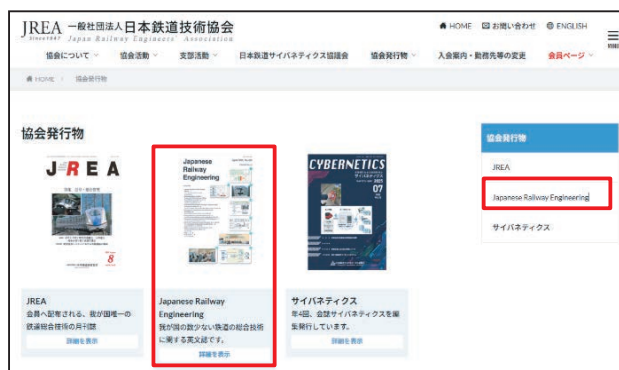 JREA 一般社団法人日本鉄道技術協会
Since1947 Japan Railway Engineers' Association
HOME お問い合わせ ENGLISH
MENU
協会について 協会活動 支部活動 日本鉄道サイバネティクス協議会 協会発行物 入会案内・勤務先等の変更 会員ページ
HOME 協会発行物
協会発行物
JREA
8
Japanese
Railway
Engineering
CYBERNETICS
サイバネティクス
07
JREA
会員へ配布される、我が国唯一の
鉄道総合技術の月刊誌
詳細を表示
Japanese Railway
Engineering
我が国の数少ない鉄道の総合技術
に関する英文誌です。
詳細を表示
サイバネティクス
年4回、会誌サイバネティクスを編
集発行しています。
詳細を表示
協会発行物
JREA
Japanese Railway Engineering
サイバネティクス